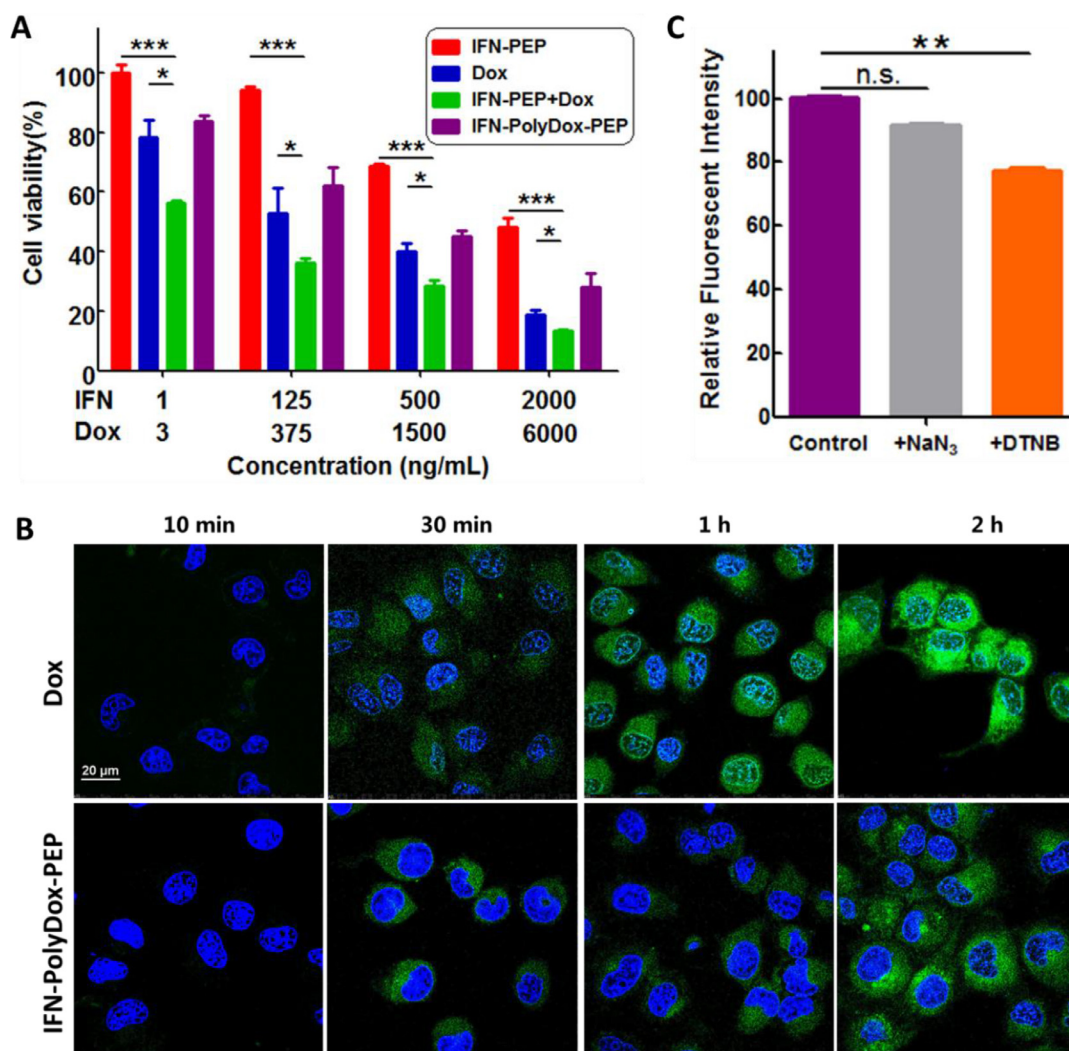 A
Cell viability(%)
100
80
60
40
20
0
*** *
*** *
*** *
*** *
IFN-PEP
Dox
IFN-PEP+Dox
IFN-PolyDox-PEP
IFN 1 125 500 2000
Dox 3 375 1500 6000
Concentration (ng/mL)
C
Relative Fluorescent Intensity
120
100
80
60
40
20
0
**
n.s.
Control +NaN₃ +DTNB
B
10 min 30 min 1 h 2 h
Dox
20 µm
IFN-PolyDox-PEP